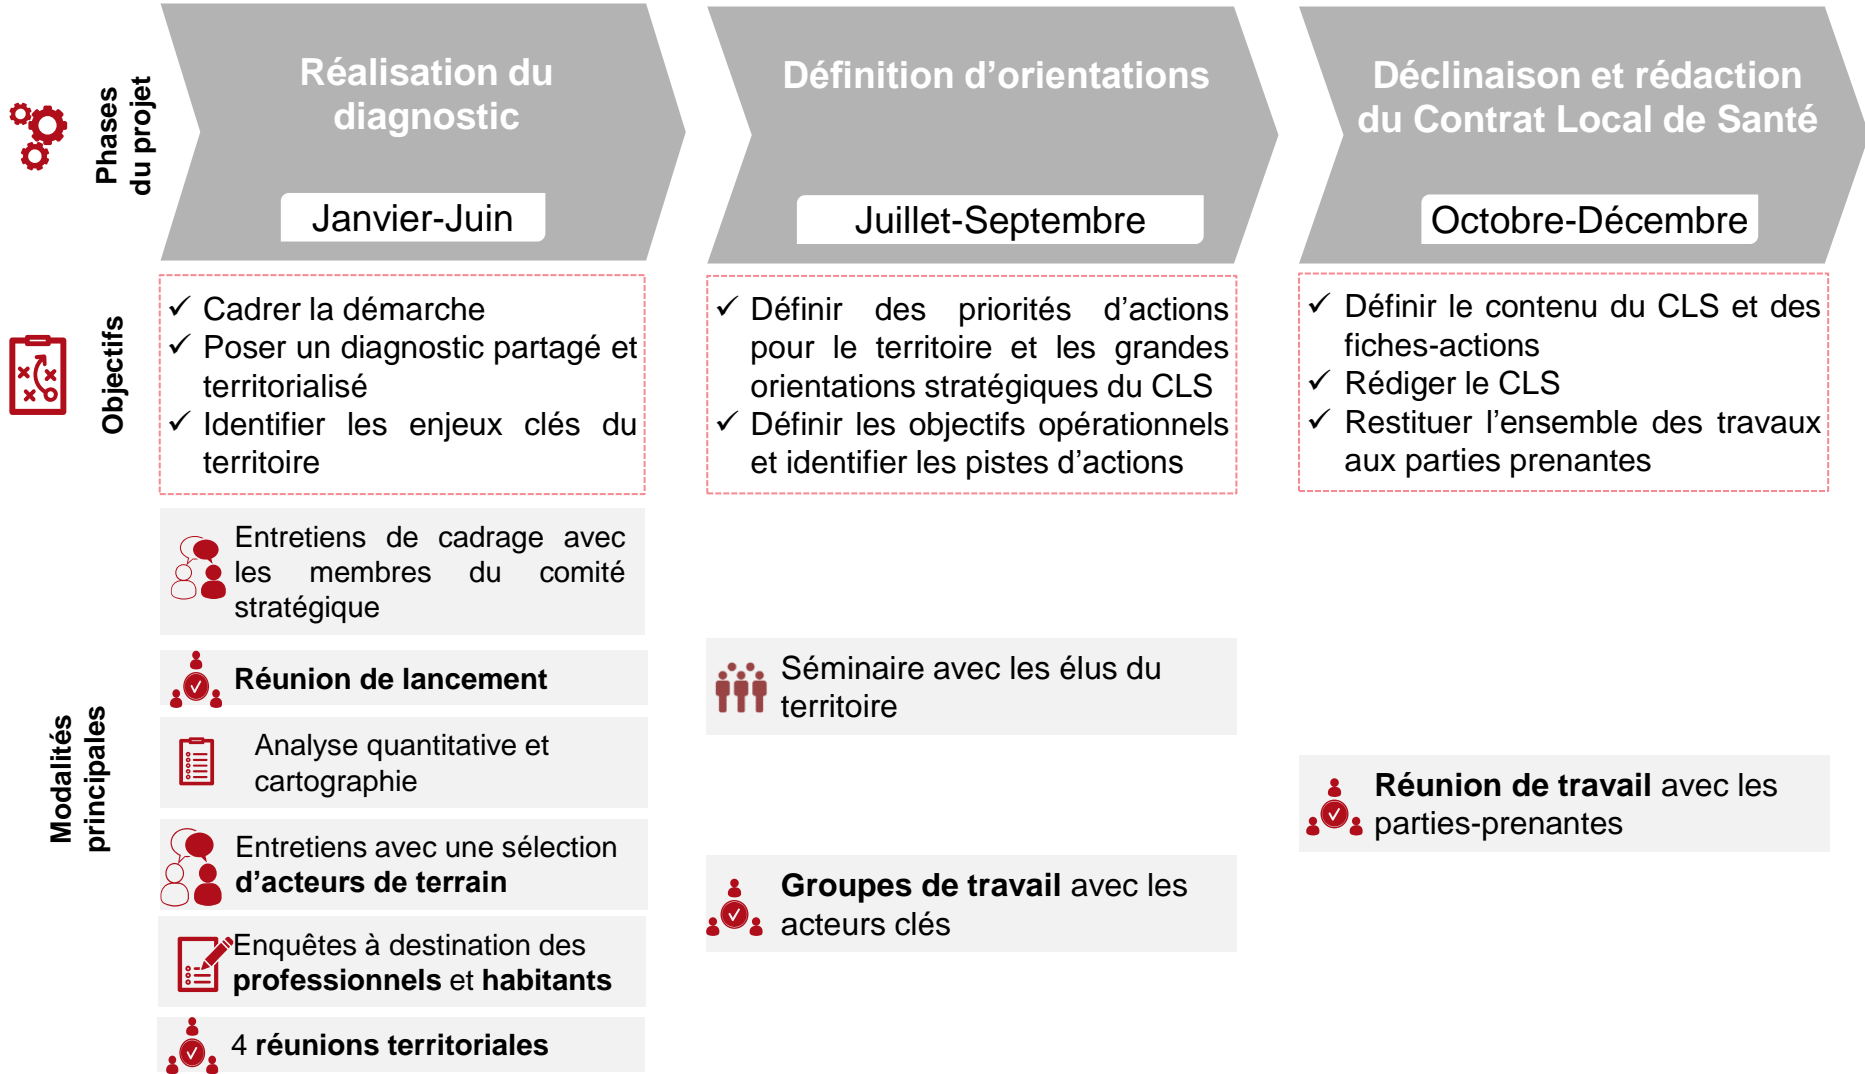 Phases
du projet
Réalisation du
diagnostic
Janvier-Juin
Définition d’orientations
Juillet-Septembre
Déclinaison et rédaction
du Contrat Local de Santé
Octobre-Décembre
Objectifs
✓ Cadrer la démarche
✓ Poser un diagnostic partagé et
territorialisé
✓ Identifier les enjeux clés du
territoire
✓ Définir des priorités d’actions
pour le territoire et les grandes
orientations stratégiques du CLS
✓ Définir les objectifs opérationnels
et identifier les pistes d’actions
✓ Définir le contenu du CLS et des
fiches-actions
✓ Rédiger le CLS
✓ Restituer l’ensemble des travaux
aux parties prenantes
Modalités
principales
Entretiens de cadrage avec
les membres du comité
stratégique
Réunion de lancement
Analyse quantitative et
cartographie
Entretiens avec une sélection
d’acteurs de terrain
Enquêtes à destination des
professionnels et habitants
4 réunions territoriales
Séminaire avec les élus du
territoire
Groupes de travail avec les
acteurs clés
Réunion de travail avec les
parties-prenantes